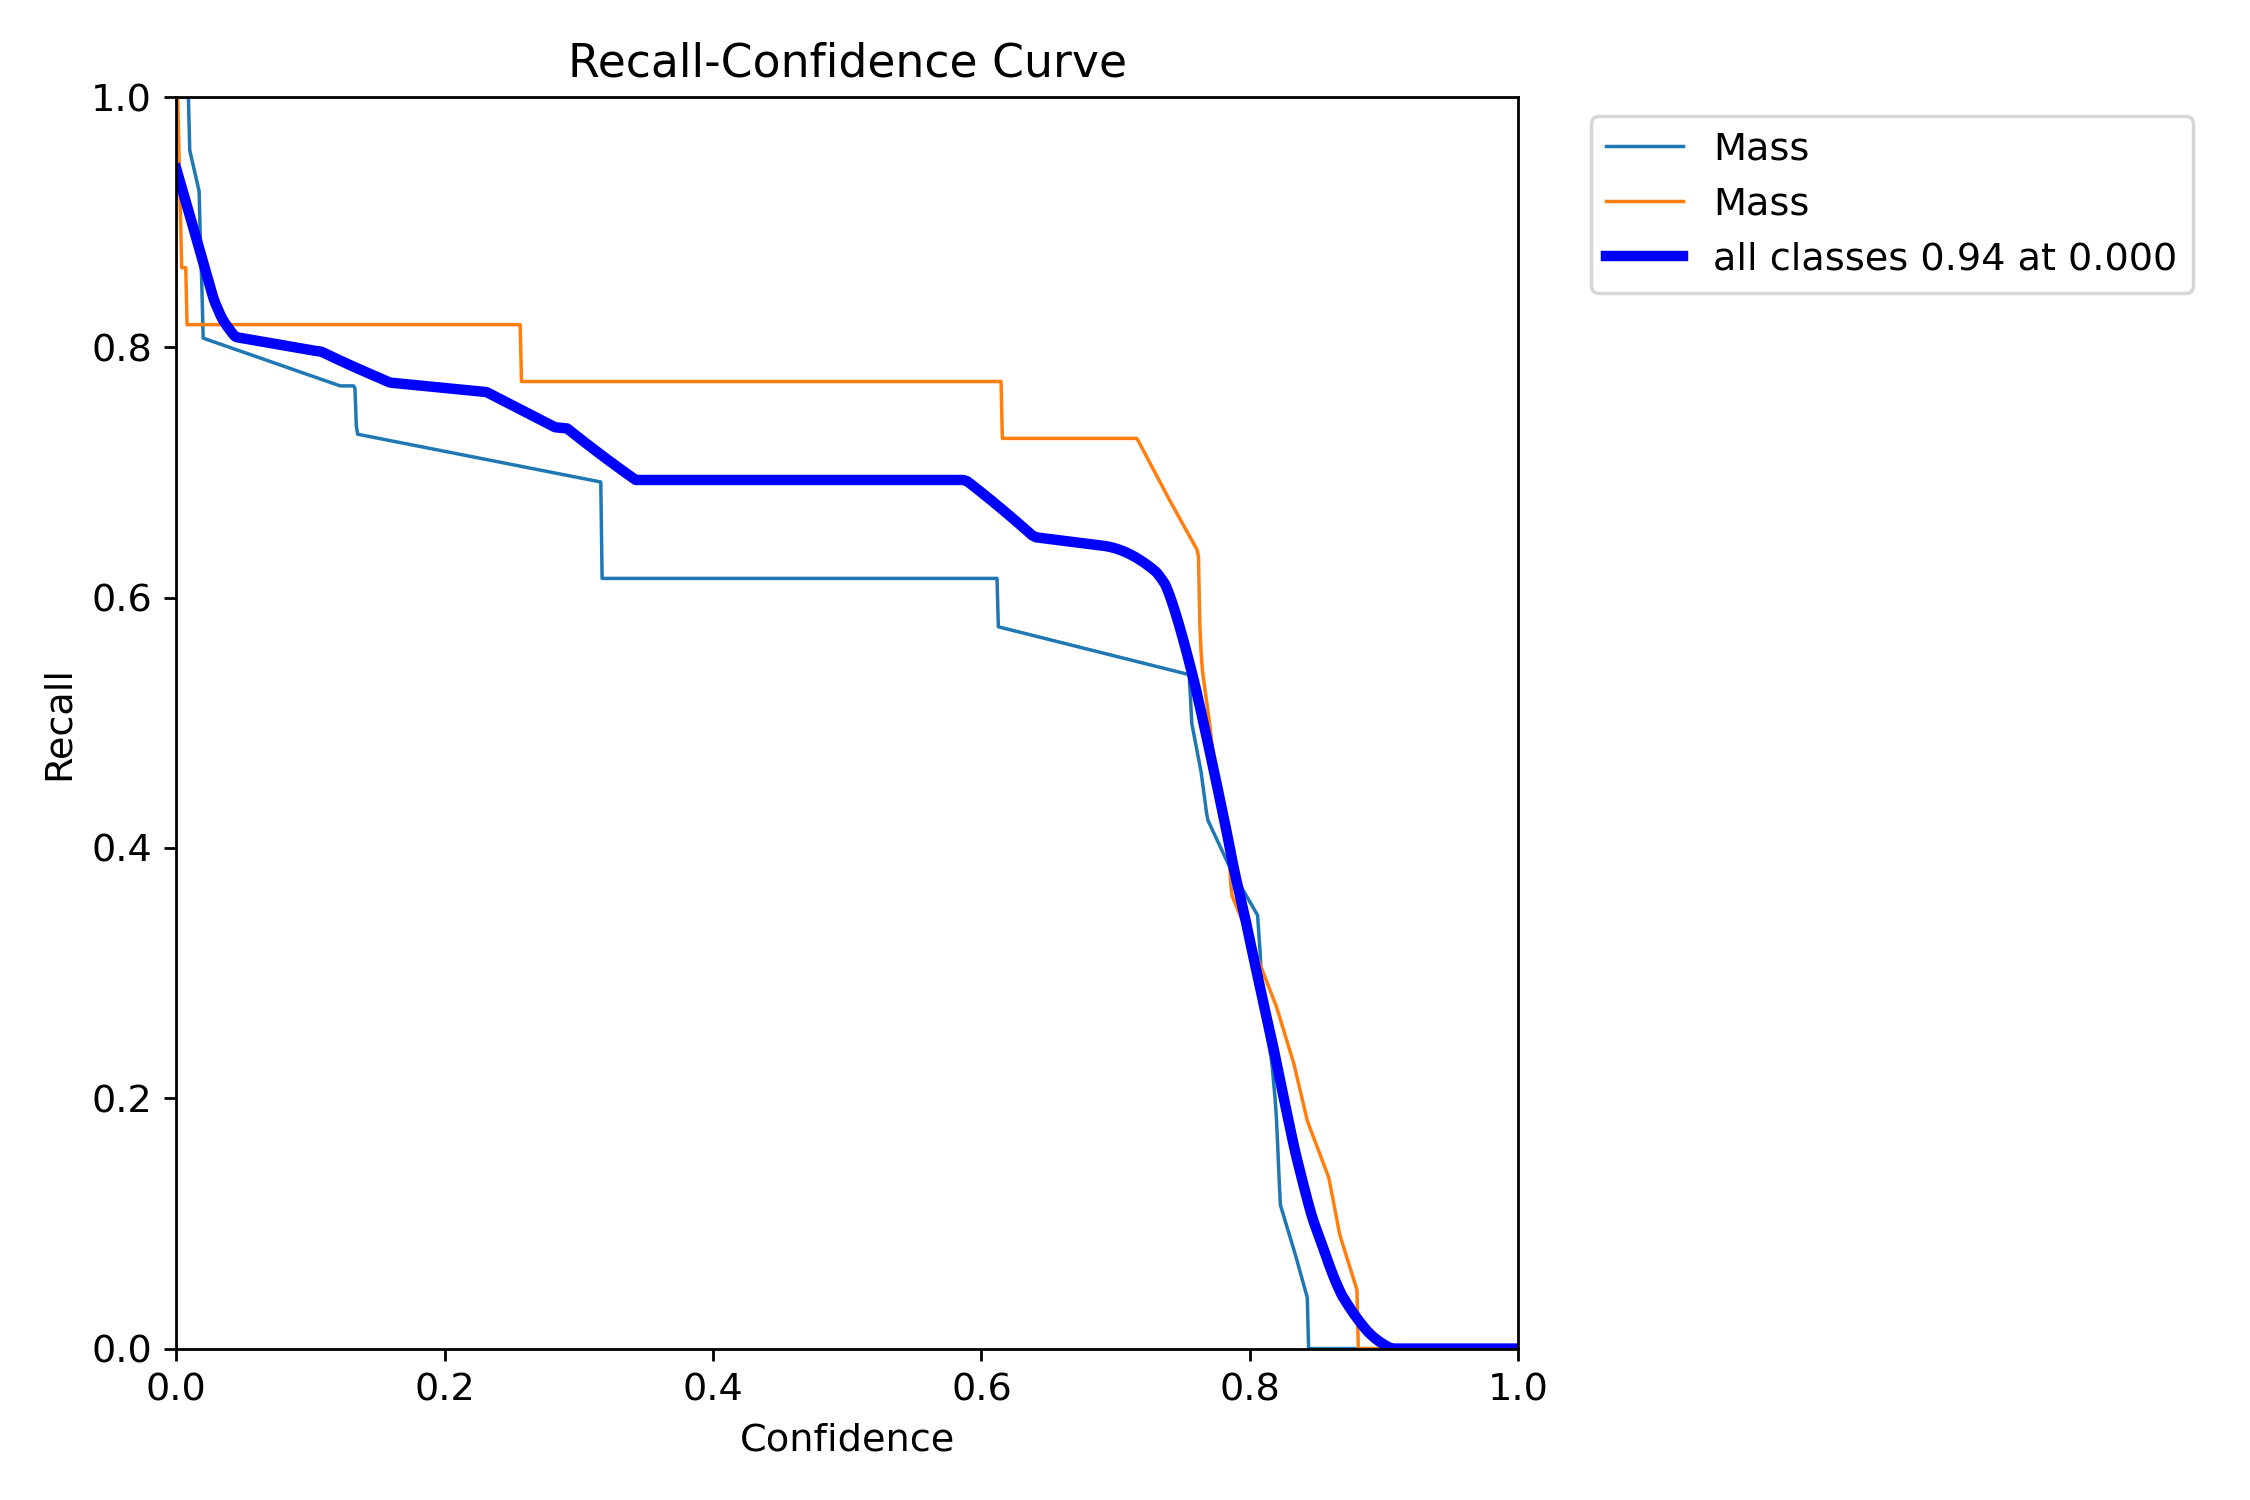 Recall-Confidence Curve
1.0
0.8
0.6
0.4
0.2
0.0
Recall
0.0 0.2 0.4 0.6 0.8 1.0
Confidence
Mass
Mass
all classes 0.94 at 0.000